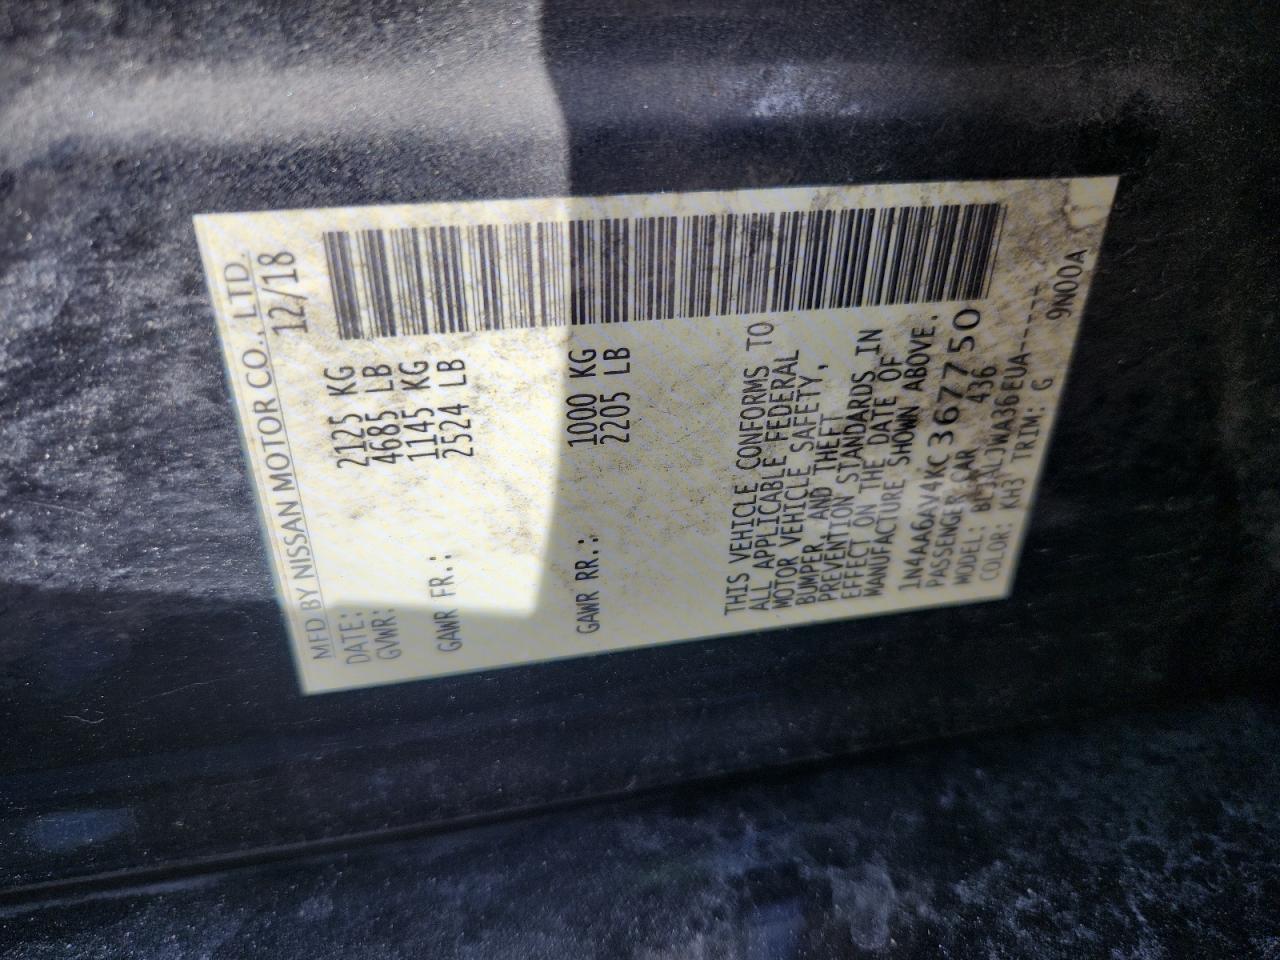 MFD BY NISSAN MOTOR CO., LTD.
DATE: 12/18
GVWR: 2125 KG
4685 LB
GAWR FR.: 1145 KG
2524 LB
GAWR RR.: 1000 KG
2205 LB
THIS VEHICLE CONFORMS TO
ALL APPLICABLE FEDERAL
MOTOR VEHICLE SAFETY,
BUMPER, AND THEFT
PREVENTION STANDARDS IN
EFFECT ON THE DATE OF
MANUFACTURE SHOWN ABOVE.
1N4AA6AV4KC367750
PASSENGER CAR 436
MODEL: BLJALJWA36EUA-----
COLOR: KH3 TRIM: G 9N00A